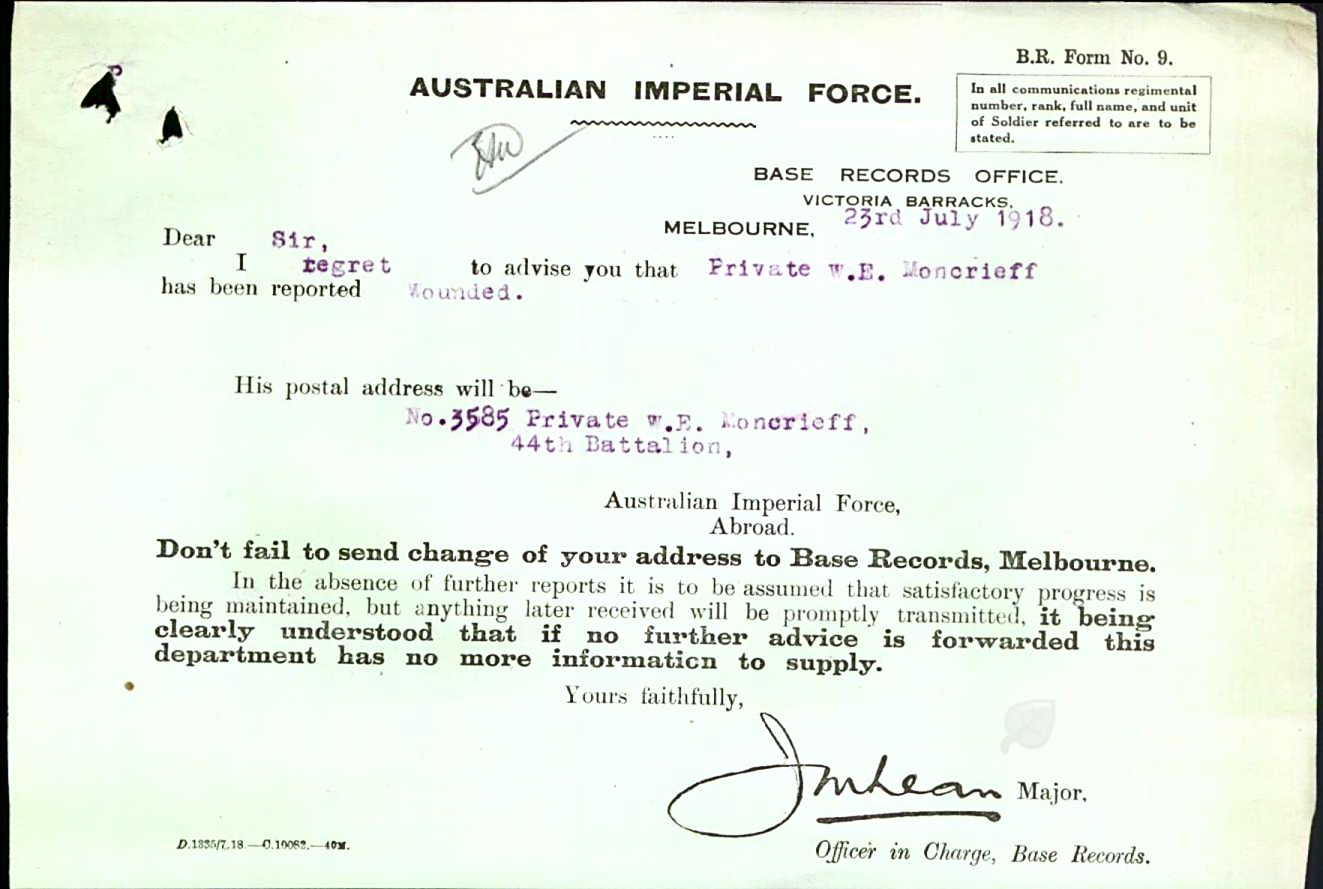 B.R. Form No. 9.
AUSTRALIAN IMPERIAL FORCE.
In all communications regimental
number, rank, full name, and unit
of Soldier referred to are to be
stated.
BASE RECORDS OFFICE.
VICTORIA BARRACKS,
MELBOURNE, 23rd July 1918.
Dear Sir,
I regret to advise you that Private W.E. Moncrieff
has been reported Wounded.
His postal address will be—
No.3585 Private W.E. Moncrieff,
44th Battalion,
Australian Imperial Force,
Abroad.
Don't fail to send change of your address to Base Records, Melbourne.
In the absence of further reports it is to be assumed that satisfactory progress is
being maintained, but anything later received will be promptly transmitted, it being
clearly understood that if no further advice is forwarded this
department has no more information to supply.
Yours faithfully,
JMLean Major.
Officer in Charge, Base Records.
D.1335/7.18.—C.10062.—40M.